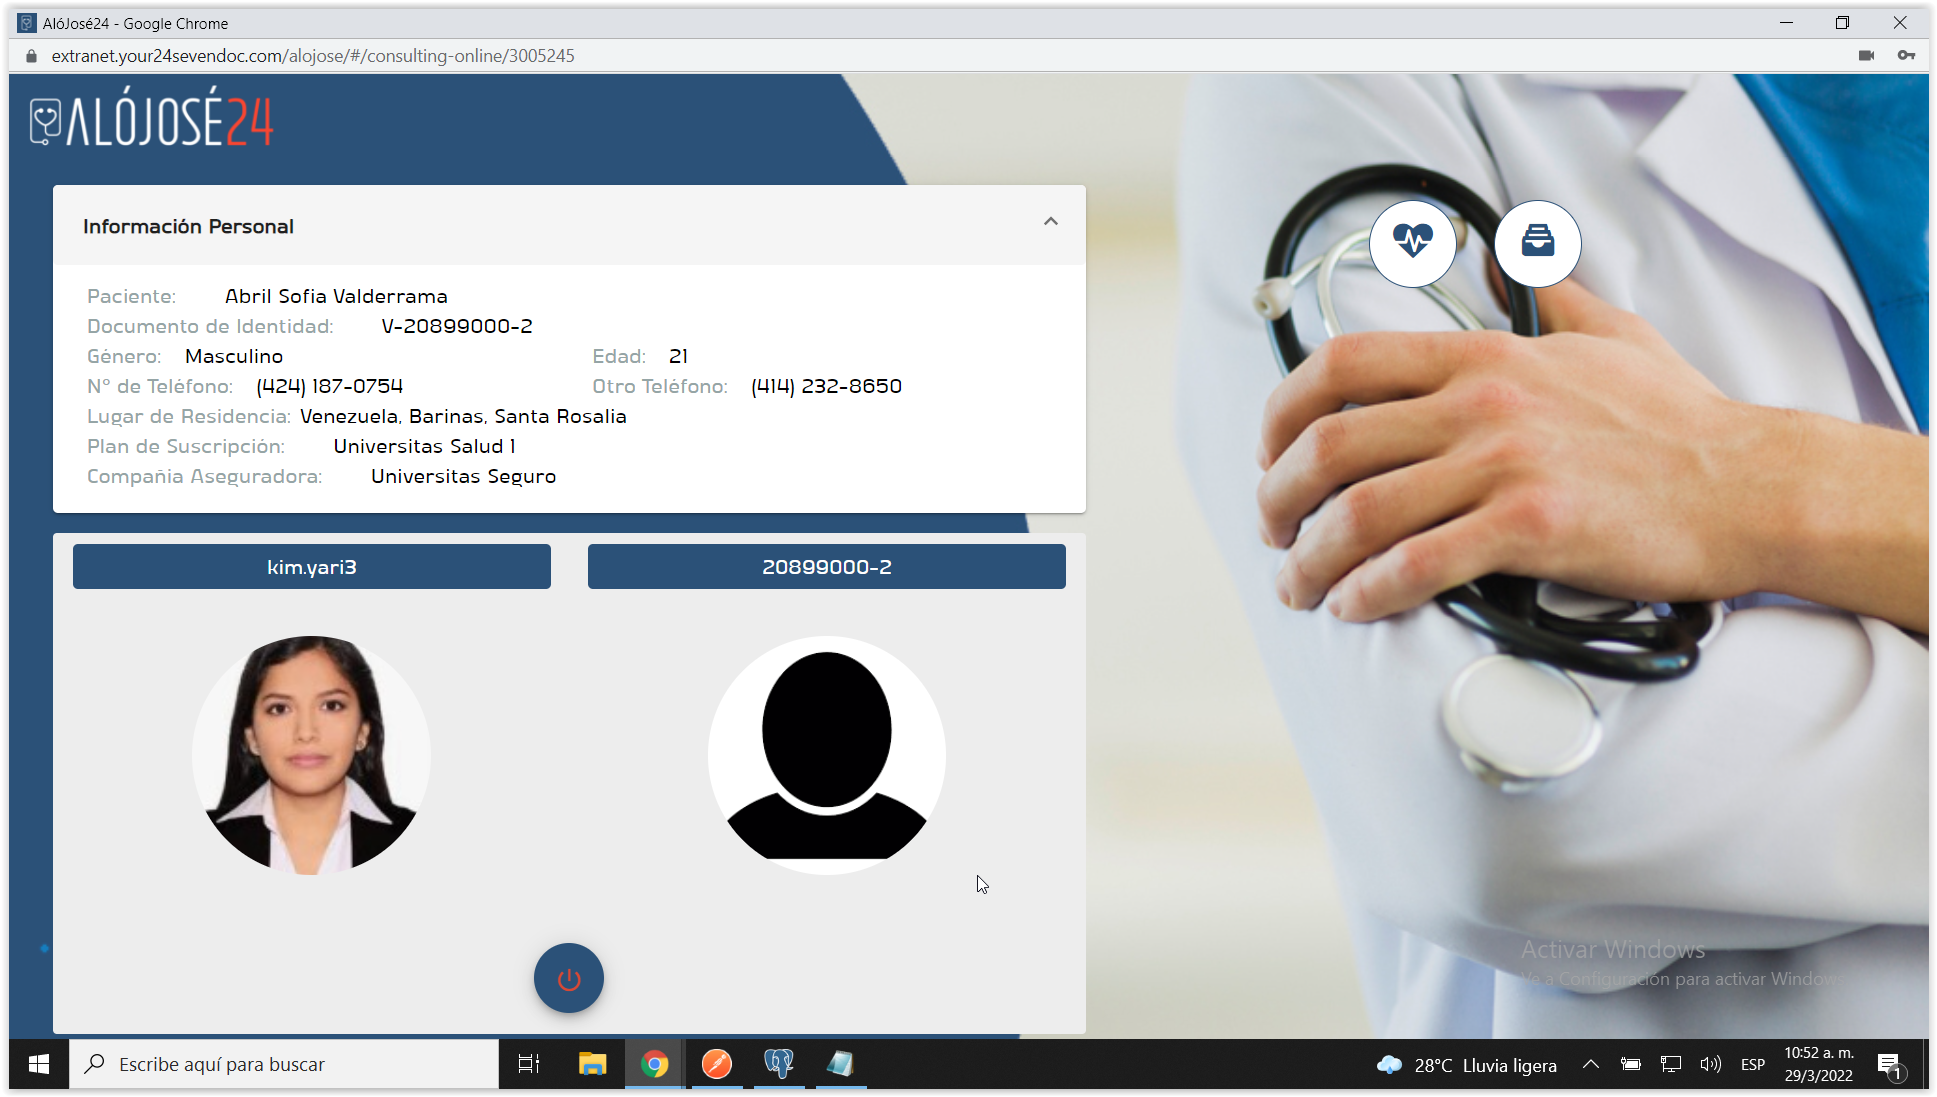 AlóJosé24 - Google Chrome
extranet.your24sevendoc.com/alojose/#/consulting-online/3005245
ALÓJOSÉ24
Información Personal
Paciente: Abril Sofia Valderrama
Documento de Identidad: V-20899000-2
Género: Masculino Edad: 21
N° de Teléfono: (424) 187-0754 Otro Teléfono: (414) 232-8650
Lugar de Residencia: Venezuela, Barinas, Santa Rosalia
Plan de Suscripción: Universitas Salud 1
Compañia Aseguradora: Universitas Seguro
kim.yari3 20899000-2
Activar Windows
Ve a Configuración para activar Windows.
Escribe aquí para buscar
28°C Lluvia ligera
ESP
10:52 a. m.
29/3/2022
1